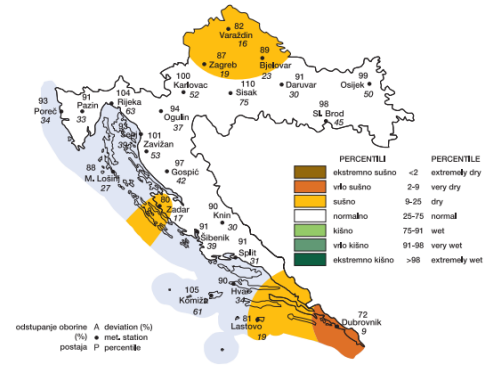 82
Varaždin
16
87
Zagreb
19
89
Bjelovar
23
100
Karlovac
52
110
Sisak
75
91
Daruvar
30
99
Osijek
50
98
Sl. Brod
45
93
Poreč
34
91
Pazin
33
104
Rijeka
63
94
Ogulin
37
93
Senj
39
101
Zavižan
53
88
M. Lošinj
27
97
Gospić
42
80
Zadar
17
90
Knin
30
91
Šibenik
39
91
Split
31
90
Hvar
34
105
Komiža
61
81
Lastovo
19
72
Dubrovnik
9
PERCENTILI PERCENTILE
ekstremno sušno <2 extremely dry
vrlo sušno 2-9 very dry
sušno 9-25 dry
normalno 25-75 normal
kišno 75-91 wet
vrlo kišno 91-98 very wet
ekstremno kišno >98 extremely wet
odstupanje oborine A deviation (%)
(%) ● met. station
postaja P percentile